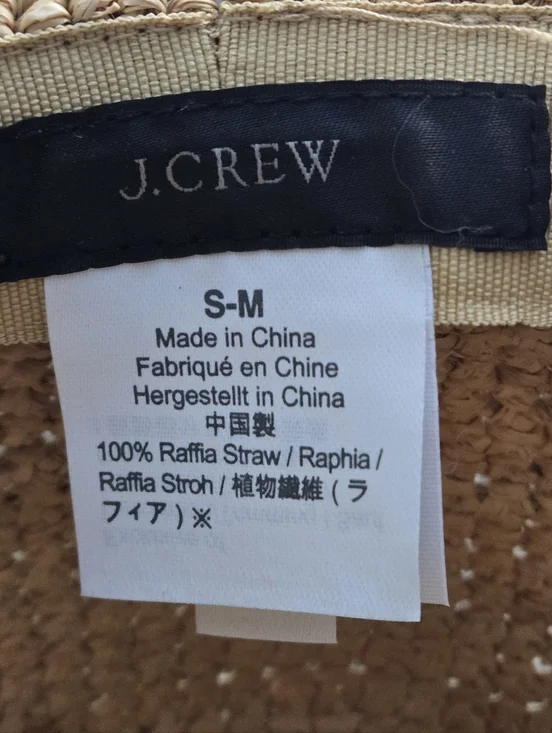 J.CREW
S-M
Made in China
Fabriqué en Chine
Hergestellt in China
中国製
100% Raffia Straw / Raphia /
Raffia Stroh / 植物繊維 ( ラ
フィア ) ※